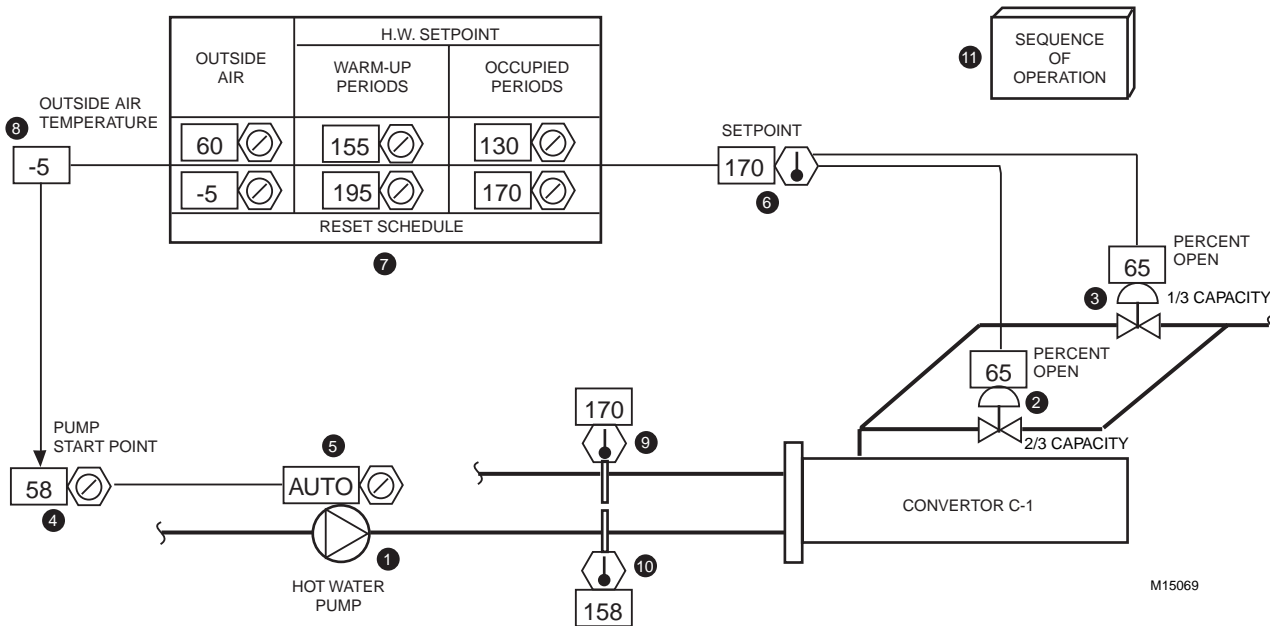 H.W. SETPOINT
OUTSIDE
AIR
WARM-UP
PERIODS
OCCUPIED
PERIODS
60
155
130
-5
195
170
RESET SCHEDULE
7
8
OUTSIDE AIR
TEMPERATURE
-5
11
SEQUENCE
OF
OPERATION
SETPOINT
170
6
65
PERCENT
OPEN
3
1/3 CAPACITY
65
PERCENT
OPEN
2
2/3 CAPACITY
PUMP
START POINT
58
4
5
AUTO
1
HOT WATER
PUMP
170
9
10
158
CONVERTOR C-1
M15069